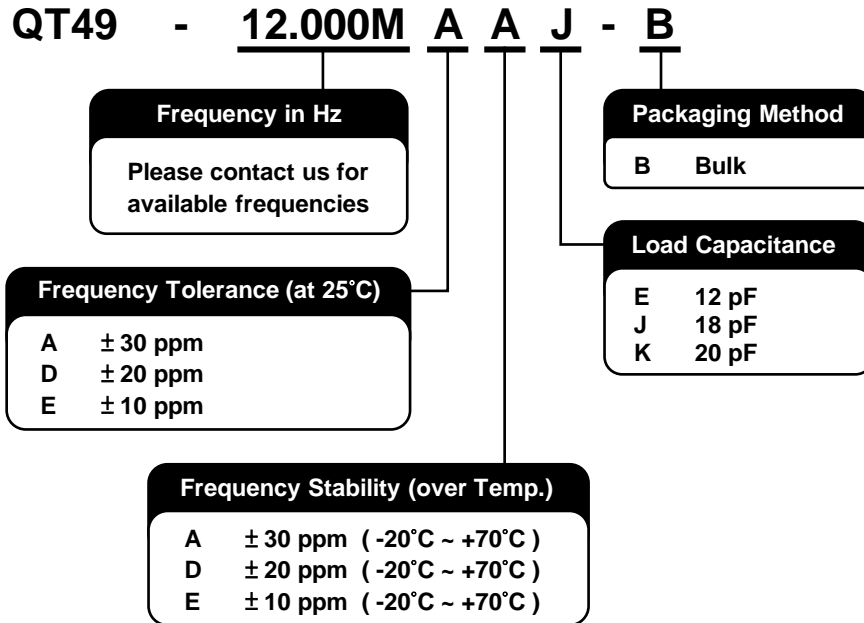 QT49 - 12.000M A A J - B
Frequency in Hz
Please contact us for
available frequencies
Packaging Method
B Bulk
Load Capacitance
E 12 pF
J 18 pF
K 20 pF
Frequency Tolerance (at 25°C)
A ± 30 ppm
D ± 20 ppm
E ± 10 ppm
Frequency Stability (over Temp.)
A ± 30 ppm ( -20°C ~ +70°C )
D ± 20 ppm ( -20°C ~ +70°C )
E ± 10 ppm ( -20°C ~ +70°C )